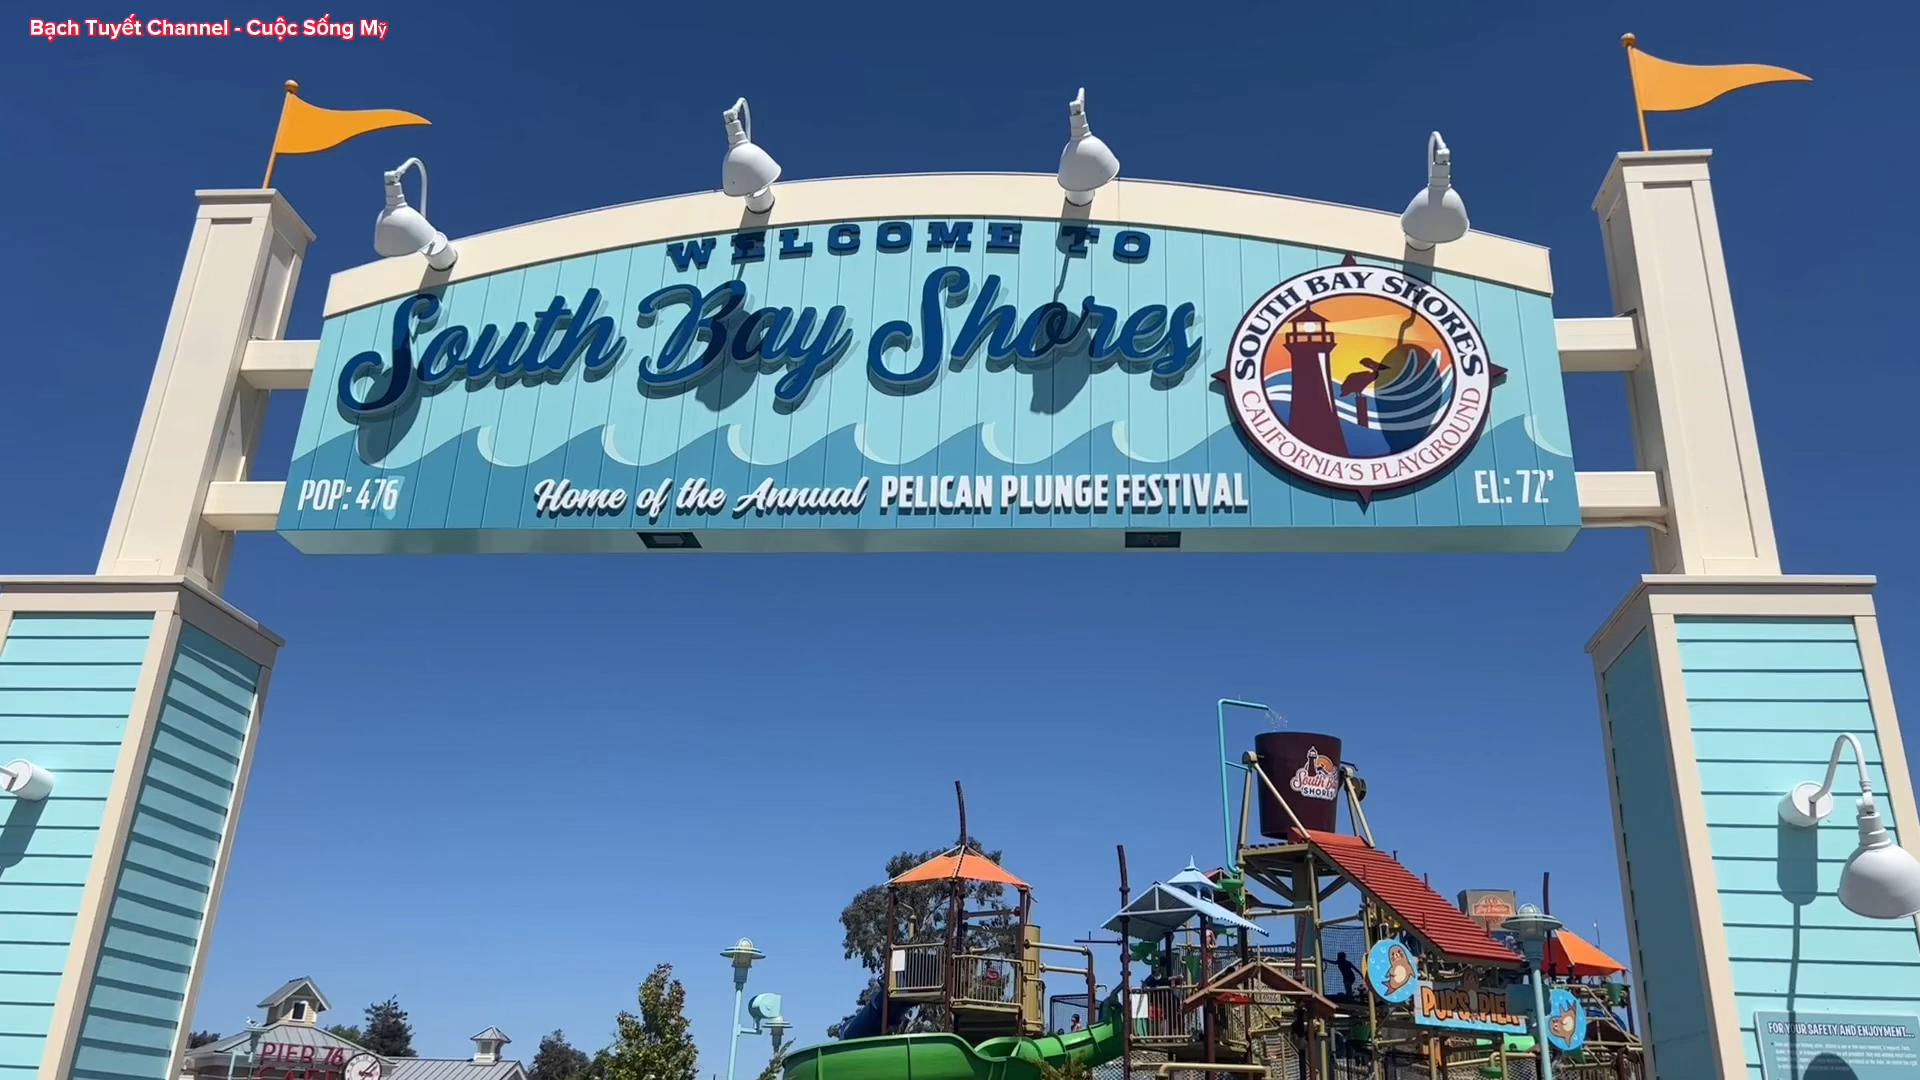 Bạch Tuyết Channel - Cuộc Sống Mỹ
WELCOME TO
South Bay Shores
SOUTH BAY SHORES
CALIFORNIA'S PLAYGROUND
POP: 476
Home of the Annual PELICAN PLUNGE FESTIVAL
EL: 72'
South Bay
SHORES
PUP'S PIER
PIER 76
FOR YOUR SAFETY AND ENJOYMENT...